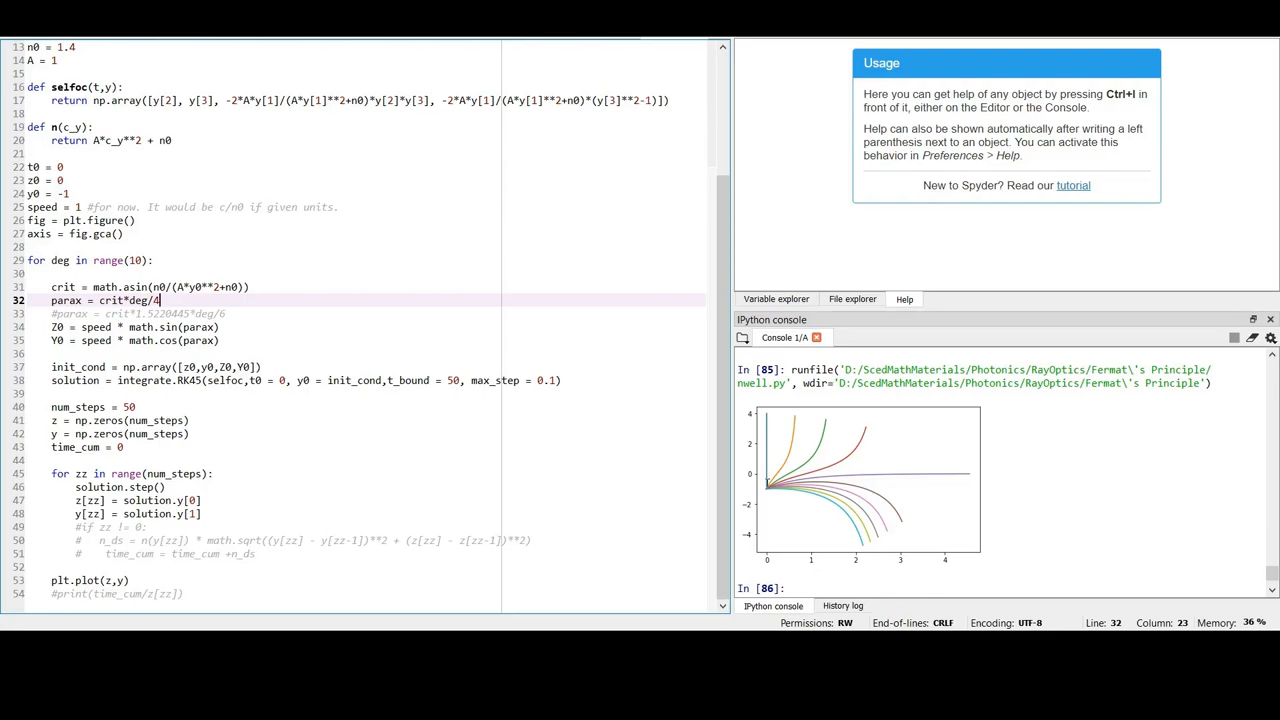 13 n0 = 1.4
14 A = 1
15
16 def selfoc(t,y):
17     return np.array([y[2], y[3], -2*A*y[1]/(A*y[1]**2+n0)*y[2]*y[3], -2*A*y[1]/(A*y[1]**2+n0)*(y[3]**2-1)])
18
19 def n(c_y):
20     return A*c_y**2 + n0
21
22 t0 = 0
23 z0 = 0
24 y0 = -1
25 speed = 1 #for now. It would be c/n0 if given units.
26 fig = plt.figure()
27 axis = fig.gca()
28
29 for deg in range(10):
30
31     crit = math.asin(n0/(A*y0**2+n0))
32     parax = crit*deg/4
33     #parax = crit*1.5220445*deg/6
34     Z0 = speed * math.sin(parax)
35     Y0 = speed * math.cos(parax)
36
37     init_cond = np.array([z0,y0,Z0,Y0])
38     solution = integrate.RK45(selfoc,t0 = 0, y0 = init_cond,t_bound = 50, max_step = 0.1)
39
40     num_steps = 50
41     z = np.zeros(num_steps)
42     y = np.zeros(num_steps)
43     time_cum = 0
44
45     for zz in range(num_steps):
46         solution.step()
47         z[zz] = solution.y[0]
48         y[zz] = solution.y[1]
49         #if zz != 0:
50         #   n_ds = n(y[zz]) * math.sqrt((y[zz] - y[zz-1])**2 + (z[zz] - z[zz-1])**2)
51         #    time_cum = time_cum +n_ds
52
53     plt.plot(z,y)
54     #print(time_cum/z[zz])
Usage
Here you can get help of any object by pressing Ctrl+I in
front of it, either on the Editor or the Console.
Help can also be shown automatically after writing a left
parenthesis next to an object. You can activate this
behavior in Preferences > Help.
New to Spyder? Read our tutorial
Variable explorer File explorer Help
IPython console
Console 1/A
In [85]: runfile('D:/ScedMathMaterials/Photonics/RayOptics/Fermat\'s Principle/
nwell.py', wdir='D:/ScedMathMaterials/Photonics/RayOptics/Fermat\'s Principle')
4
2
0
−2
−4
0 1 2 3 4
In [86]:
IPython console History log
Permissions: RW End-of-lines: CRLF Encoding: UTF-8 Line: 32 Column: 23 Memory: 36 %